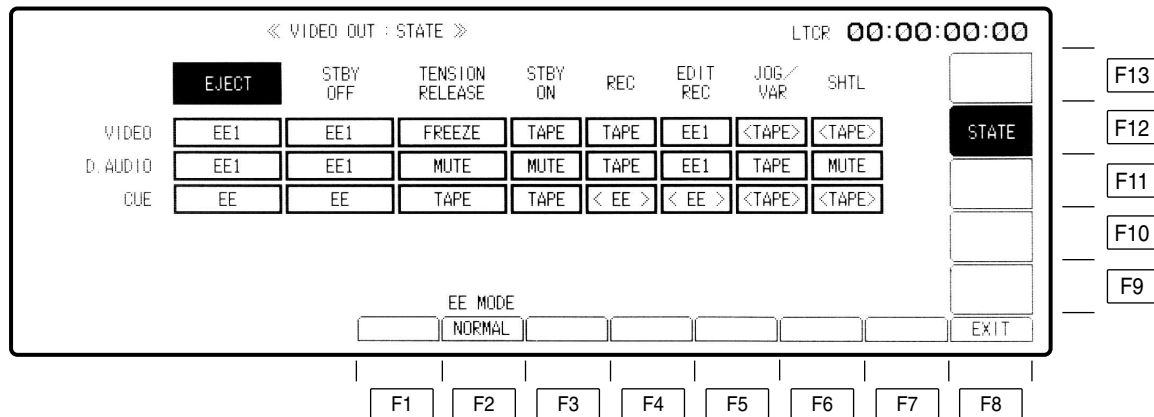 ≪ VIDEO OUT : STATE ≫ LTCR 00:00:00:00
EJECT STBY OFF TENSION RELEASE STBY ON REC EDIT REC JOG/ VAR SHTL F13
VIDEO EE1 EE1 FREEZE TAPE TAPE EE1 <TAPE> <TAPE> STATE F12
D.AUDIO EE1 EE1 MUTE MUTE TAPE EE1 TAPE MUTE F11
CUE EE EE TAPE TAPE < EE > < EE > <TAPE> <TAPE>
F10
F9
EE MODE
NORMAL EXIT
F1 F2 F3 F4 F5 F6 F7 F8